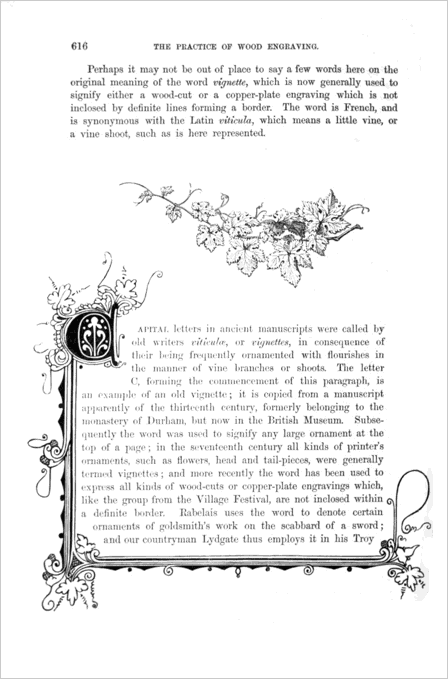 616
THE PRACTICE OF WOOD ENGRAVING.
Perhaps it may not be out of place to say a few words here on the
original meaning of the word vignette, which is now generally used to
signify either a wood-cut or a copper-plate engraving which is not
inclosed by definite lines forming a border. The word is French, and
is synonymous with the Latin viticula, which means a little vine, or
a vine shoot, such as is here represented.
CAPITAL letters in ancient manuscripts were called by
old writers viticulæ, or vignettes, in consequence of
their being frequently ornamented with flourishes in
the manner of vine branches or shoots. The letter
C, forming the commencement of this paragraph, is
an example of an old vignette; it is copied from a manuscript
apparently of the thirteenth century, formerly belonging to the
monastery of Durham, but now in the British Museum. Subse-
quently the word was used to signify any large ornament at the
top of a page; in the seventeenth century all kinds of printer's
ornaments, such as flowers, head and tail-pieces, were generally
termed vignettes; and more recently the word has been used to
express all kinds of wood-cuts or copper-plate engravings which,
like the group from the Village Festival, are not inclosed within
a definite border. Rabelais uses the word to denote certain
ornaments of goldsmith's work on the scabbard of a sword;
and our countryman Lydgate thus employs it in his Troy